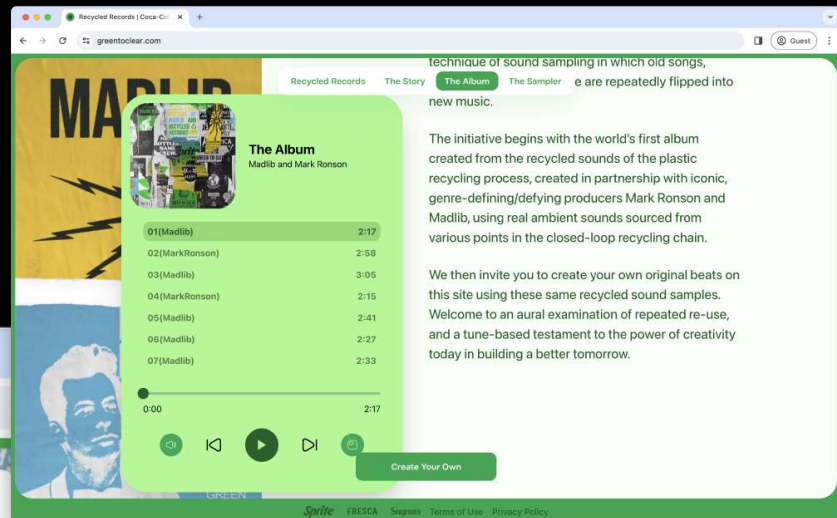 Recycled Records | Coca-Col
greentoclear.com
Guest
Recycled Records The Story The Album The Sampler
technique of sound sampling in which old songs,
e are repeatedly flipped into
new music.
The initiative begins with the world's first album
created from the recycled sounds of the plastic
recycling process, created in partnership with iconic,
genre-defining/defying producers Mark Ronson and
Madlib, using real ambient sounds sourced from
various points in the closed-loop recycling chain.
We then invite you to create your own original beats on
this site using these same recycled sound samples.
Welcome to an aural examination of repeated re-use,
and a tune-based testament to the power of creativity
today in building a better tomorrow.
MADLIB
Sprite
The Album
Madlib and Mark Ronson
01(Madlib) 2:17
02(MarkRonson) 2:58
03(Madlib) 3:05
04(MarkRonson) 2:15
05(Madlib) 2:41
06(Madlib) 2:27
07(Madlib) 2:33
0:00 2:17
Create Your Own
GREEN
Sprite FRESCA Seagram's Terms of Use Privacy Policy